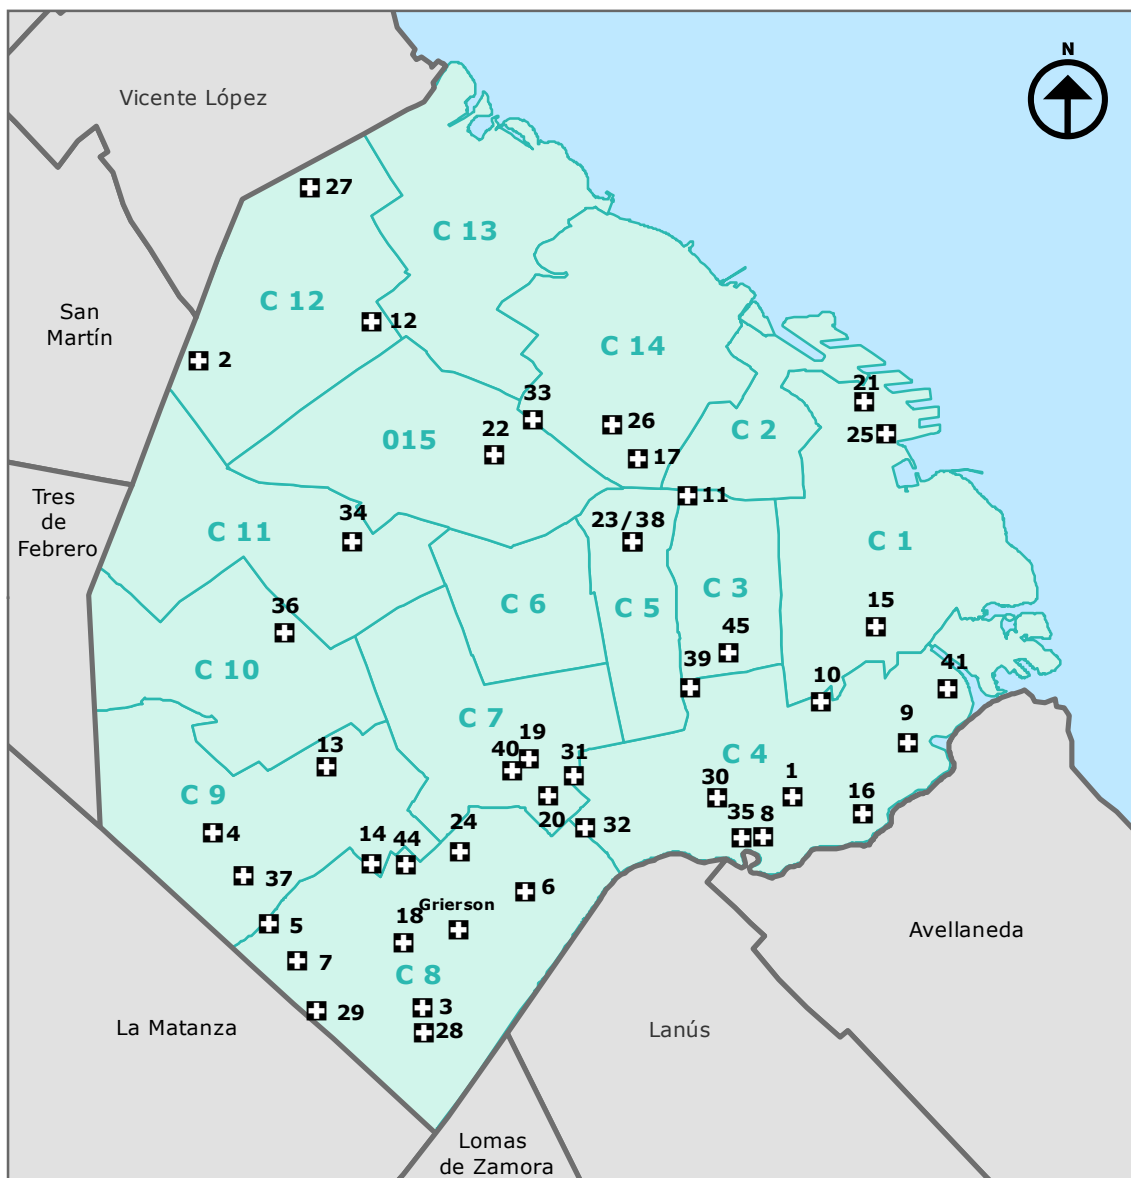 N
Vicente López
27
C 13
C 12
San
Martín
12
2
C 14
33
21
26
C 2
25
015
22
17
11
Tres
de
Febrero
34
23/38
C 11
C 1
C 6
C 5
C 3
36
15
45
C 10
39
41
10
C 7
9
19
13
40
31
C 4
30
1
C 9
20
16
35
8
4
14
44
24
32
37
6
Grierson
5
18
Avellaneda
7
C 8
29
3
La Matanza
28
Lanús
Lomas
de Zamora